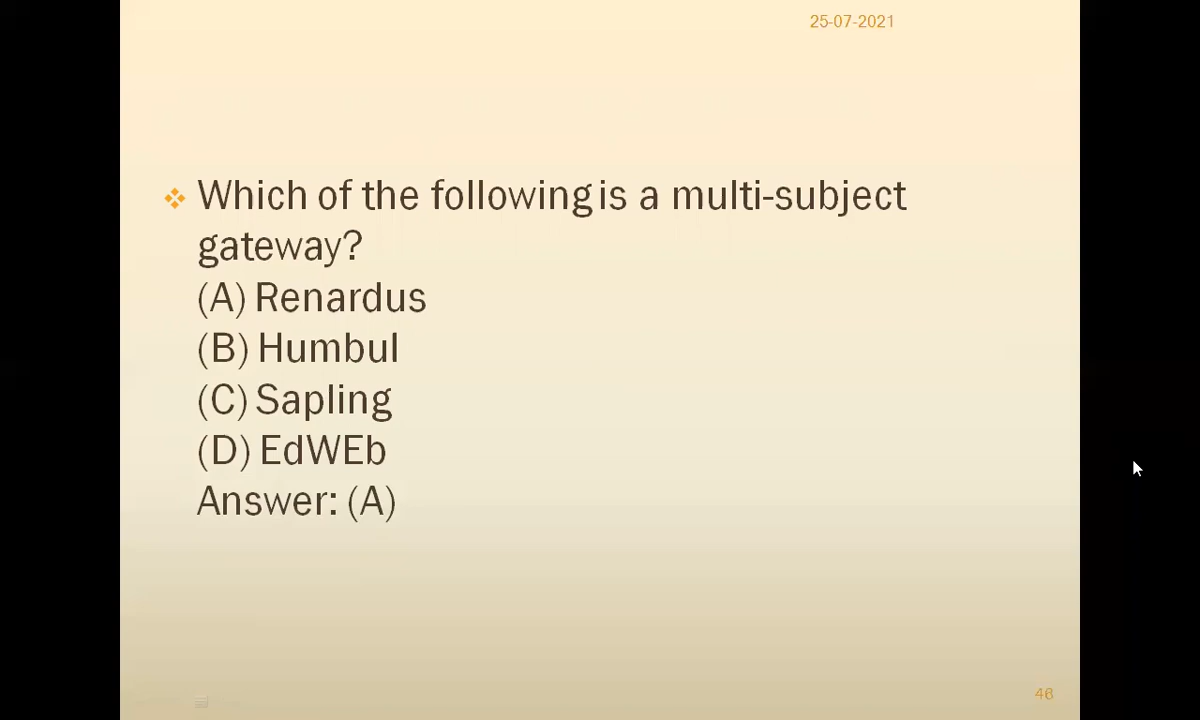 25-07-2021
Which of the following is a multi-subject
gateway?
(A) Renardus
(B) Humbul
(C) Sapling
(D) EdWEb
Answer: (A)
46